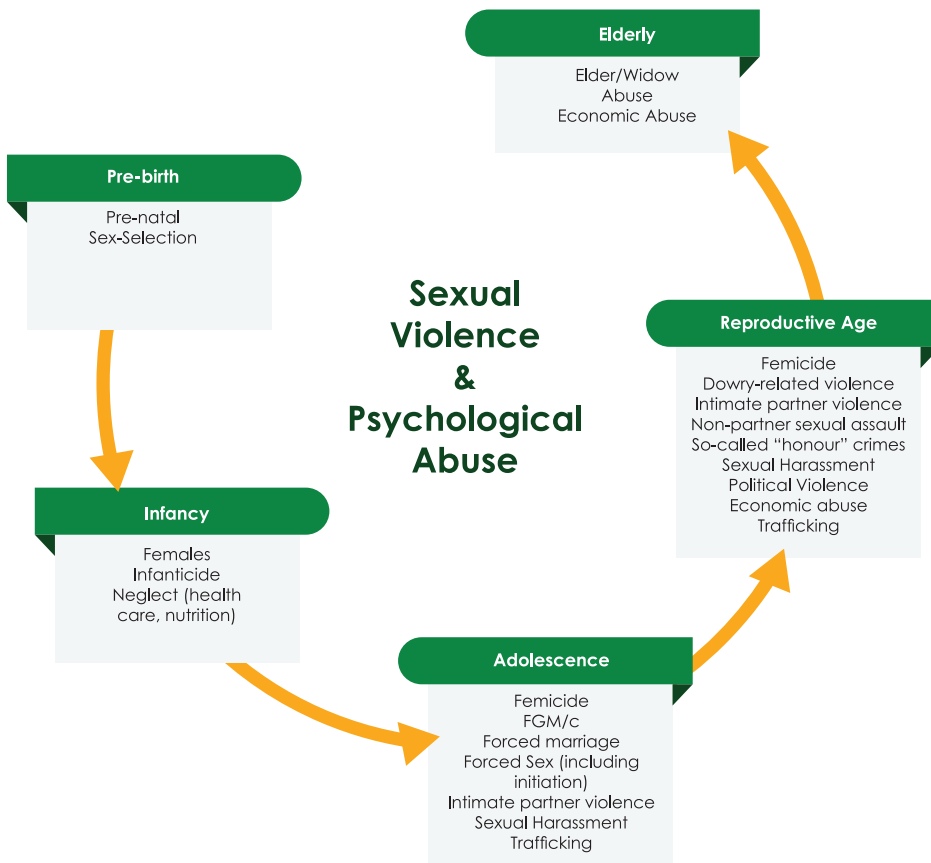 Pre-birth
Pre-natal
Sex-Selection
Infancy
Females
Infanticide
Neglect (health
care, nutrition)
Adolescence
Femicide
FGM/c
Forced marriage
Forced Sex (including
initiation)
Intimate partner violence
Sexual Harassment
Trafficking
Reproductive Age
Femicide
Dowry-related violence
Intimate partner violence
Non-partner sexual assault
So-called “honour” crimes
Sexual Harassment
Political Violence
Economic abuse
Trafficking
Elderly
Elder/Widow
Abuse
Economic Abuse
Sexual
Violence
&
Psychological
Abuse